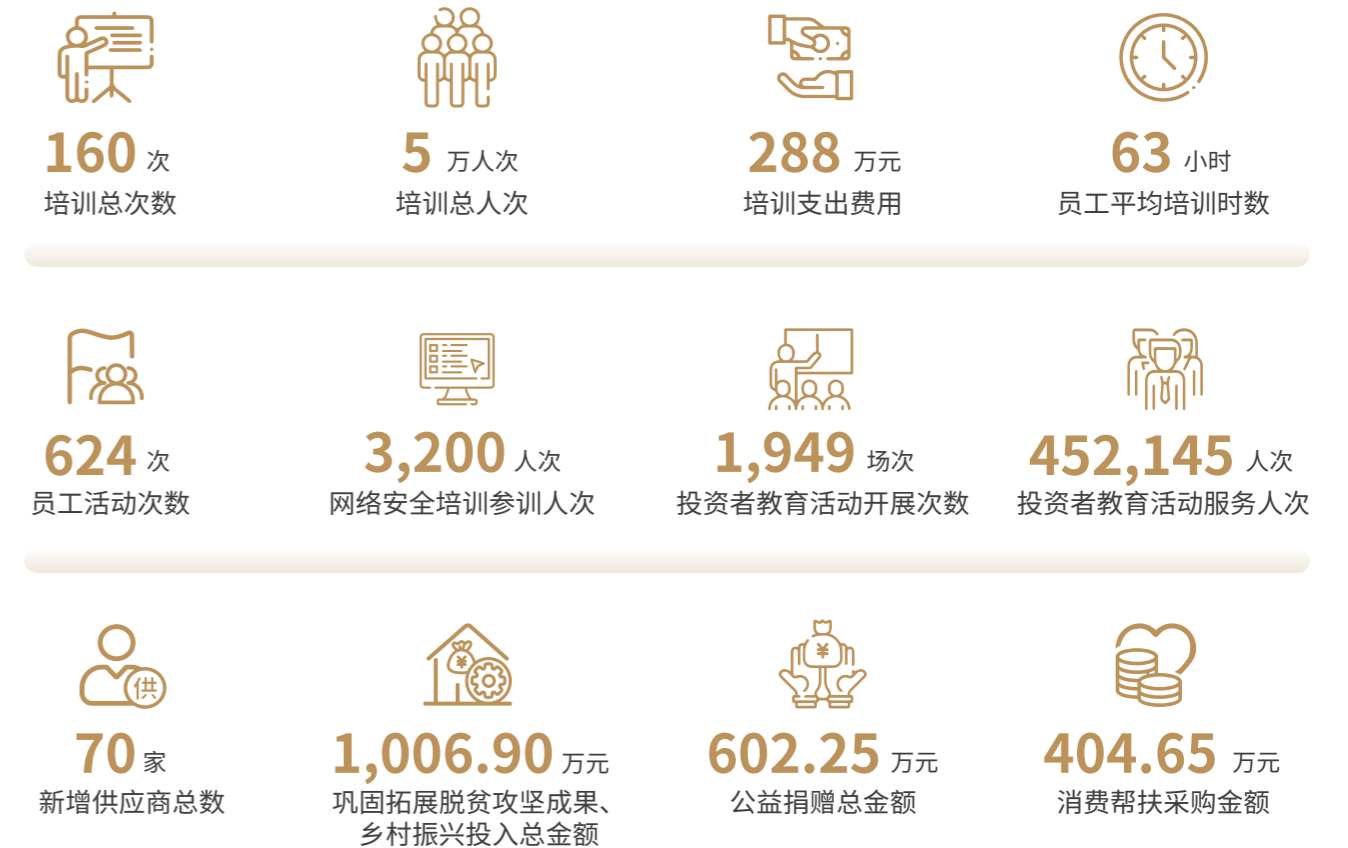 160 次
培训总次数
5 万人次
培训总人次
288 万元
培训支出费用
63 小时
员工平均培训时数
624 次
员工活动次数
3,200 人次
网络安全培训参训人次
1,949 场次
投资者教育活动开展次数
452,145 人次
投资者教育活动服务人次
供
70 家
新增供应商总数
¥
1,006.90 万元
巩固拓展脱贫攻坚成果、
乡村振兴投入总金额
¥
602.25 万元
公益捐赠总金额
404.65 万元
消费帮扶采购金额